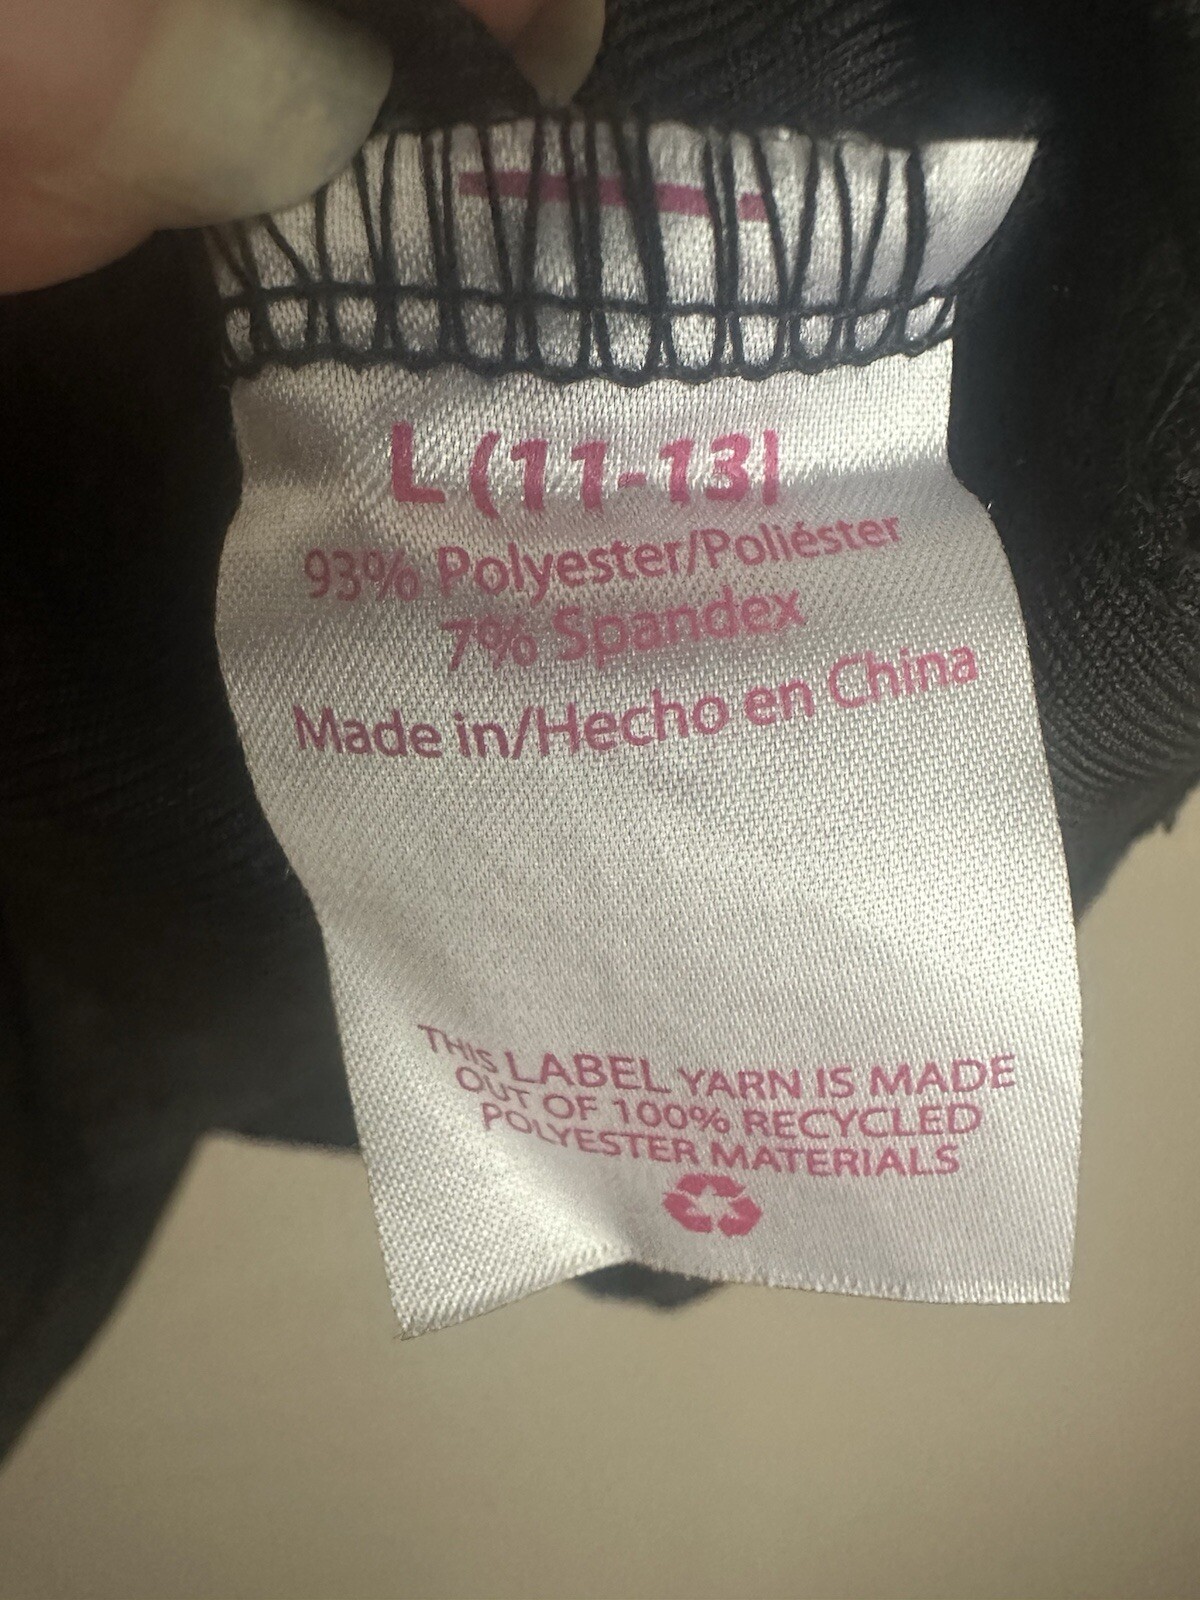 L (11-13)
93% Polyester/Poliéster
7% Spandex
Made in/Hecho en China
THIS LABEL YARN IS MADE
OUT OF 100% RECYCLED
POLYESTER MATERIALS